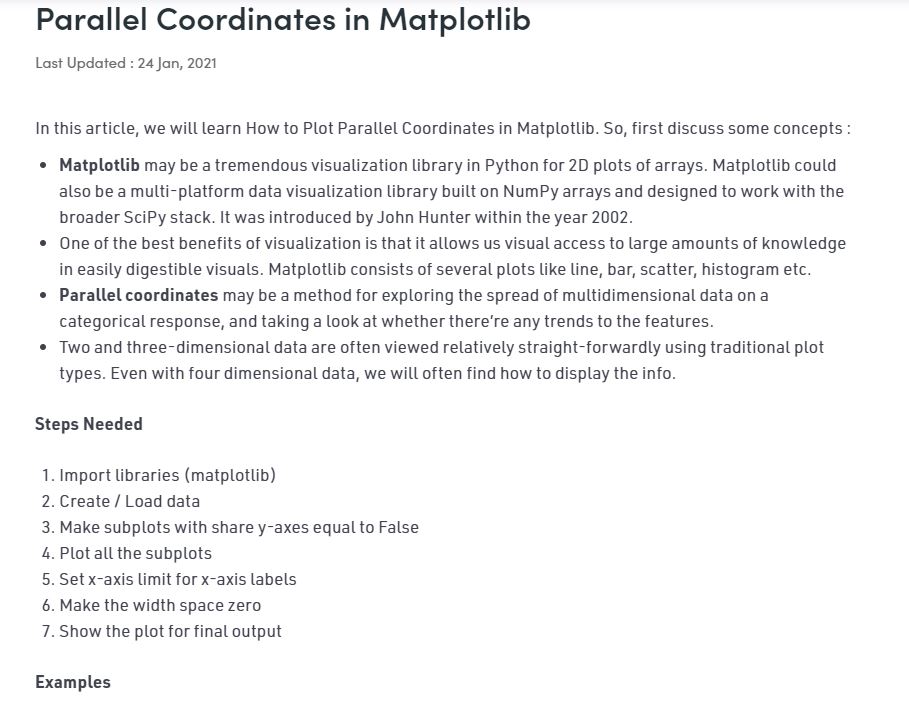 Parallel Coordinates in Matplotlib
Last Updated : 24 Jan, 2021
In this article, we will learn How to Plot Parallel Coordinates in Matplotlib. So, first discuss some concepts :
• Matplotlib may be a tremendous visualization library in Python for 2D plots of arrays. Matplotlib could
also be a multi-platform data visualization library built on NumPy arrays and designed to work with the
broader SciPy stack. It was introduced by John Hunter within the year 2002.
• One of the best benefits of visualization is that it allows us visual access to large amounts of knowledge
in easily digestible visuals. Matplotlib consists of several plots like line, bar, scatter, histogram etc.
• Parallel coordinates may be a method for exploring the spread of multidimensional data on a
categorical response, and taking a look at whether there’re any trends to the features.
• Two and three-dimensional data are often viewed relatively straight-forwardly using traditional plot
types. Even with four dimensional data, we will often find how to display the info.
Steps Needed
1. Import libraries (matplotlib)
2. Create / Load data
3. Make subplots with share y-axes equal to False
4. Plot all the subplots
5. Set x-axis limit for x-axis labels
6. Make the width space zero
7. Show the plot for final output
Examples